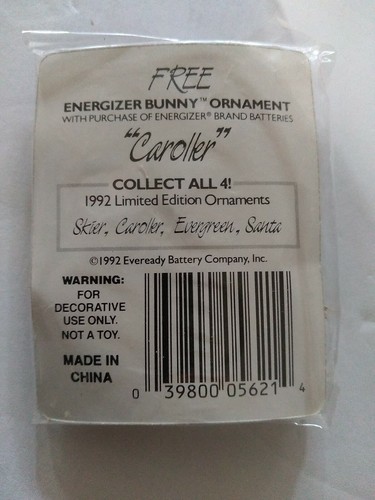 FREE
ENERGIZER BUNNY™ ORNAMENT
WITH PURCHASE OF ENERGIZER® BRAND BATTERIES
"Caroller"
COLLECT ALL 4!
1992 Limited Edition Ornaments
Skier, Caroller, Evergreen, Santa
©1992 Eveready Battery Company, Inc.
WARNING:
FOR
DECORATIVE
USE ONLY.
NOT A TOY.
MADE IN
CHINA
0 39800 05621 4